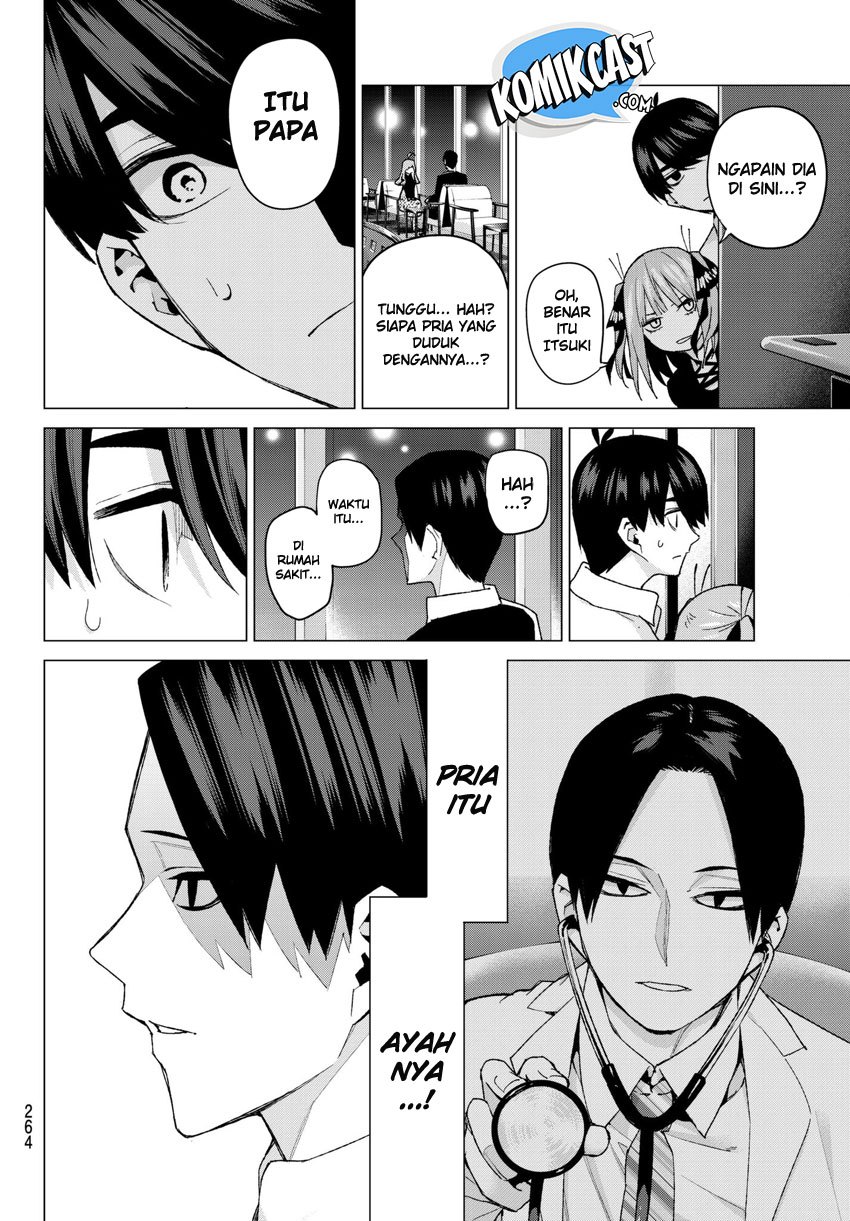 KOMIKCAST
.COM
NGAPAIN DIA
DI SINI...?
OH,
BENAR
ITU
ITSUKI
TUNGGU... HAH?
SIAPA PRIA YANG
DUDUK
DENGANNYA...?
ITU
PAPA
HAH
...?
WAKTU
ITU...
DI
RUMAH
SAKIT...
PRIA
ITU
AYAH
NYA
...!
264